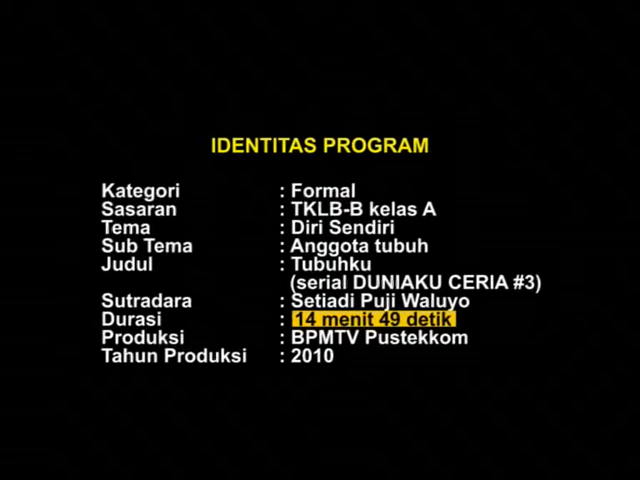 IDENTITAS PROGRAM
Kategori : Formal
Sasaran : TKLB-B kelas A
Tema : Diri Sendiri
Sub Tema : Anggota tubuh
Judul : Tubuhku
(serial DUNIAKU CERIA #3)
Sutradara : Setiadi Puji Waluyo
Durasi : 14 menit 49 detik
Produksi : BPMTV Pustekkom
Tahun Produksi : 2010